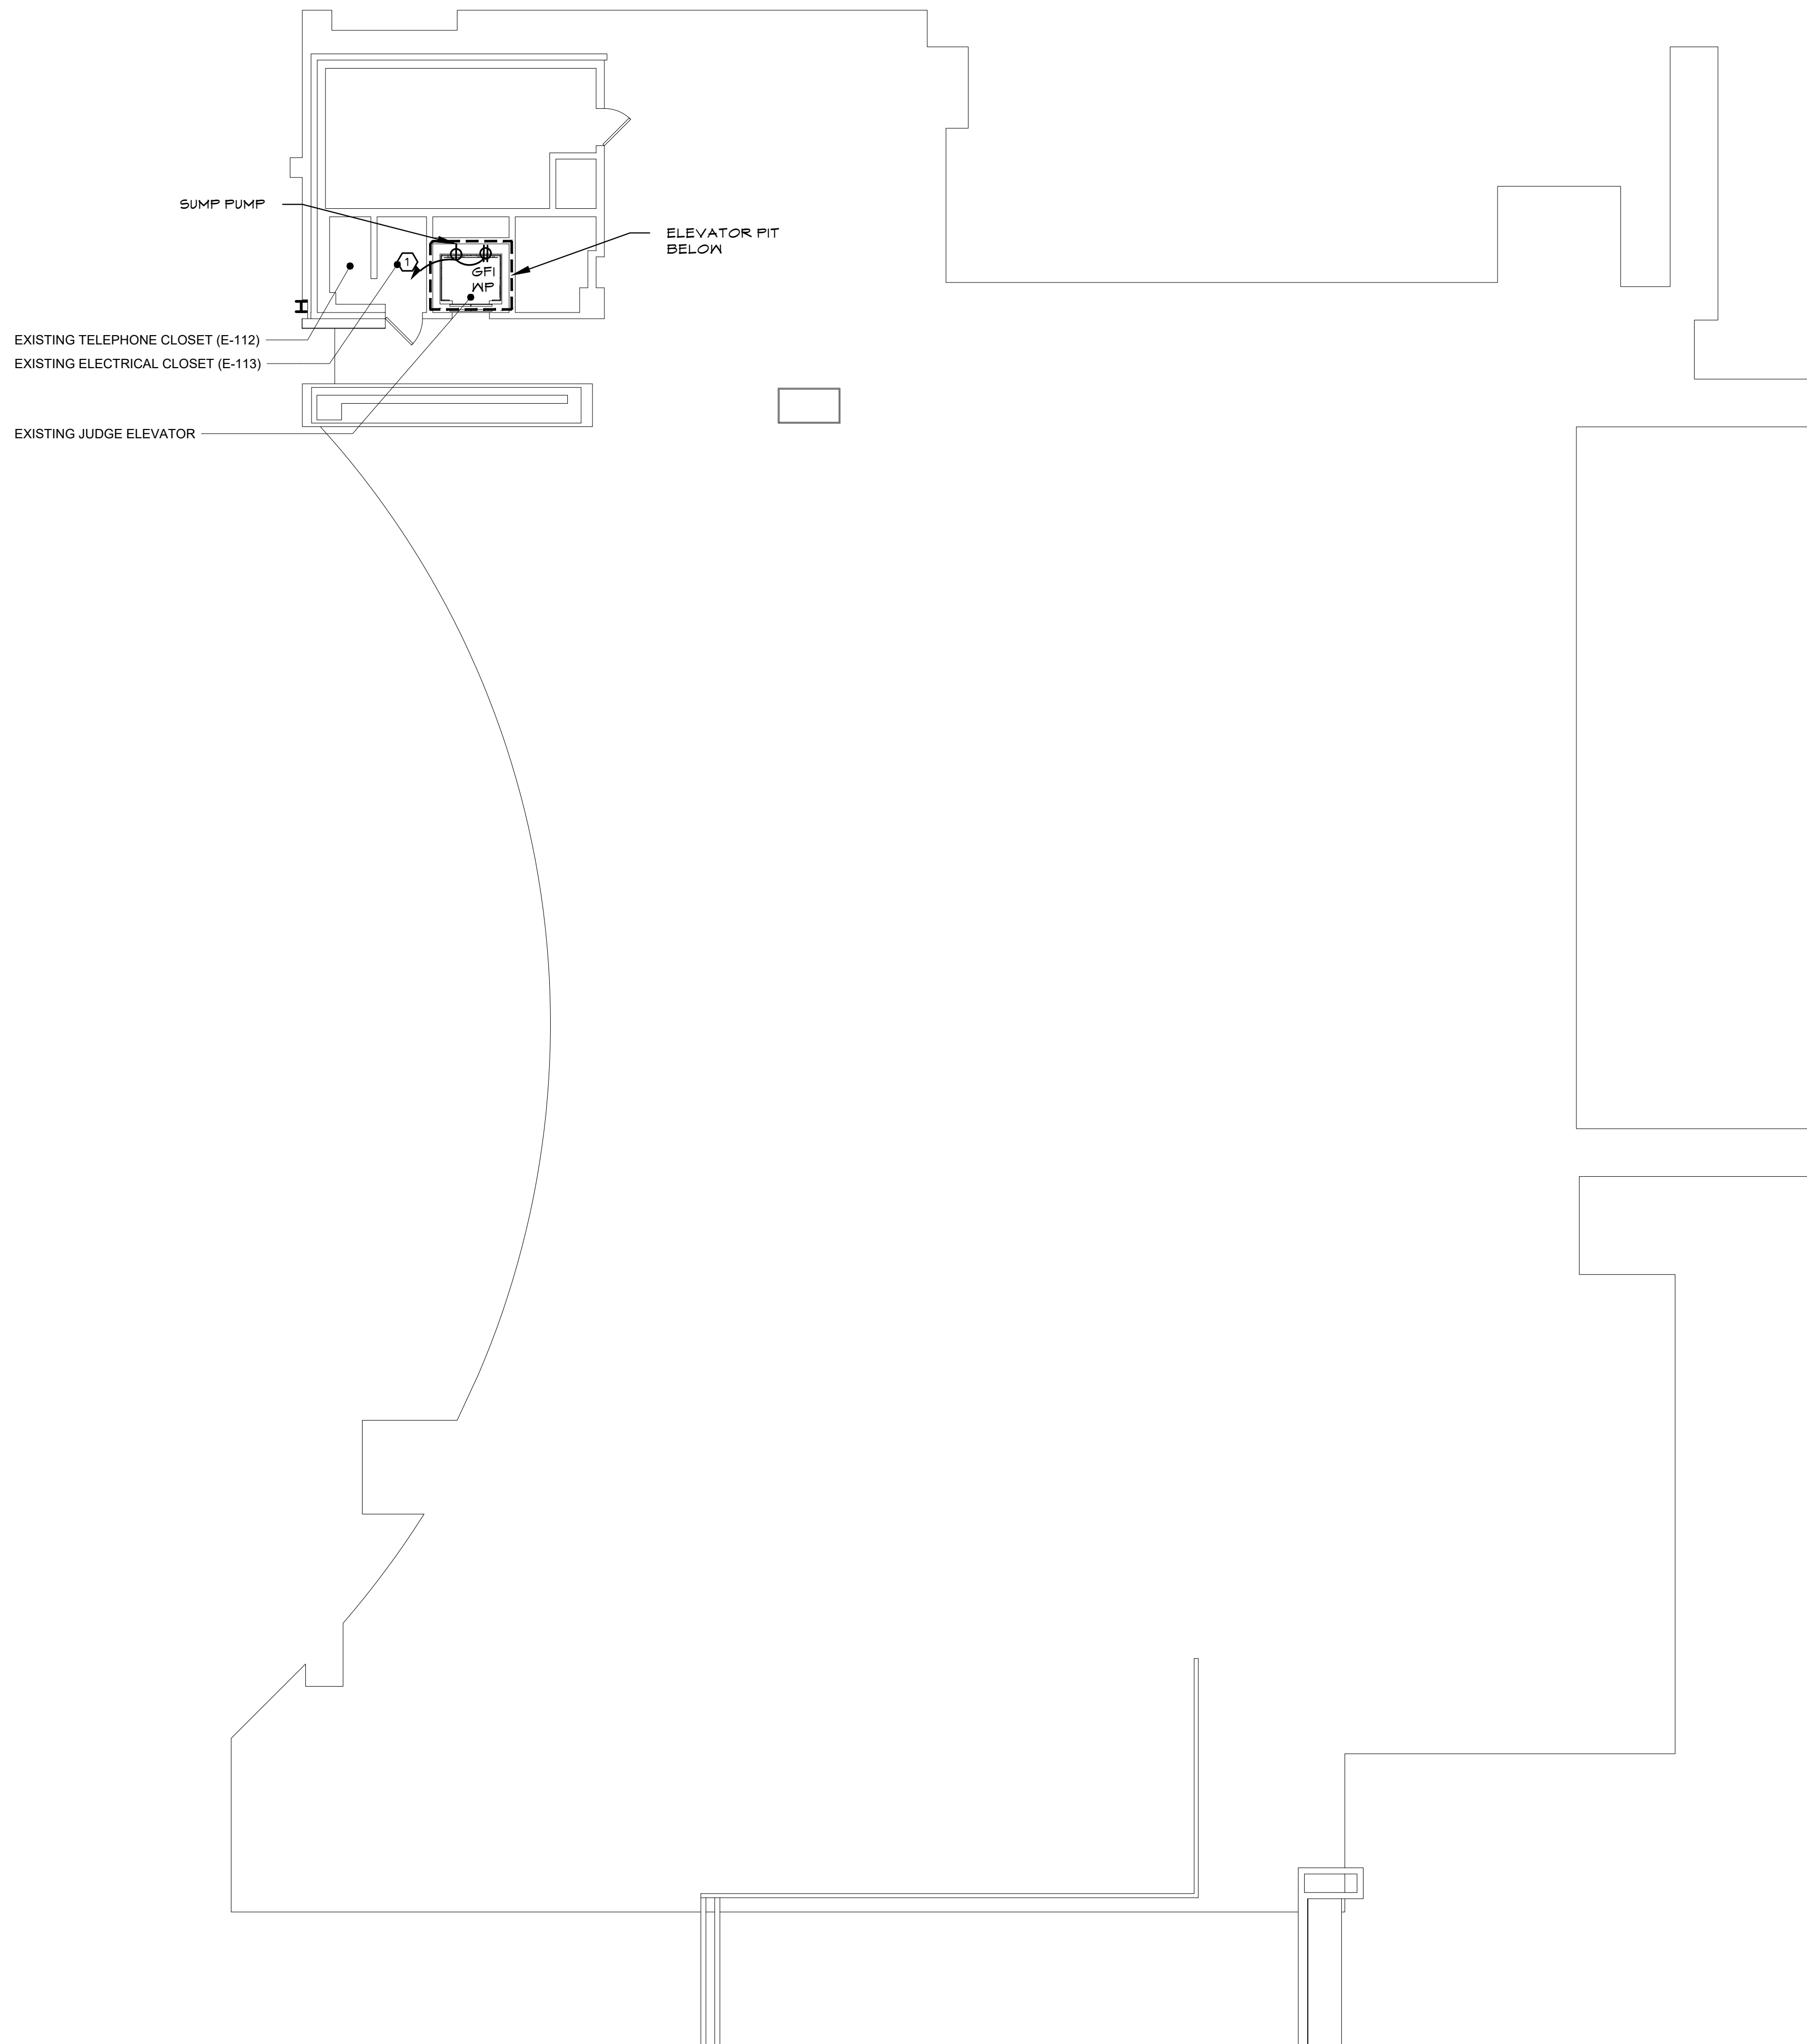 SUMP PUMP
ELEVATOR PIT
BELOW
1
GFI
WP
EXISTING TELEPHONE CLOSET (E-112)
EXISTING ELECTRICAL CLOSET (E-113)
EXISTING JUDGE ELEVATOR